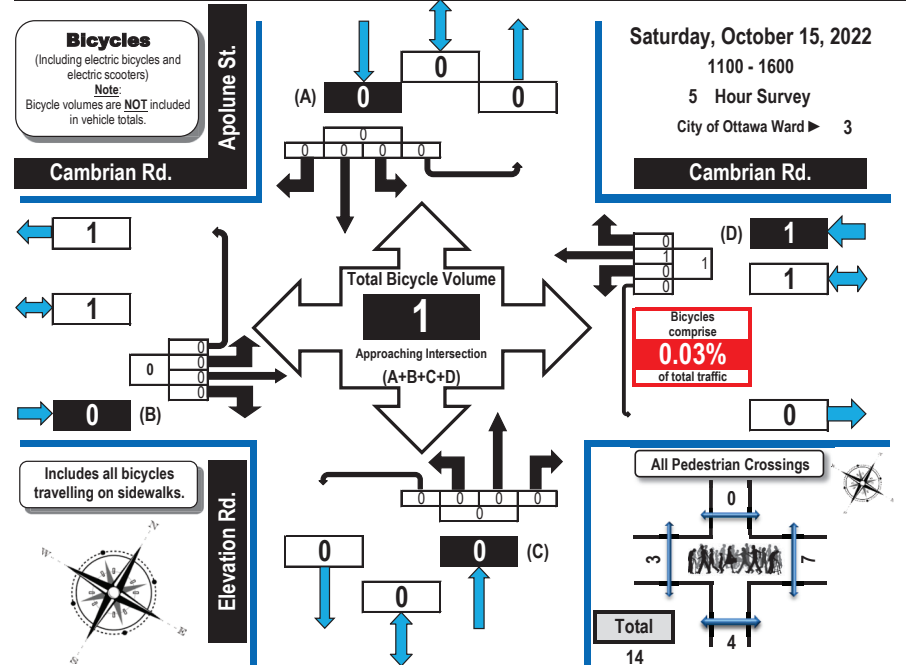 Bicycles
(Including electric bicycles and
electric scooters)
Note:
Bicycle volumes are NOT included
in vehicle totals.
Apolune St.
Cambrian Rd.
0
0
(A) 0
0
0
0 0 0 0
Saturday, October 15, 2022
1100 - 1600
5 Hour Survey
City of Ottawa Ward ► 3
Cambrian Rd.
1
1
0
0
0
0
0
0 (B)
Total Bicycle Volume
1
Approaching Intersection
(A+B+C+D)
0
1
0
0
1
(D) 1
1
Bicycles
comprise
0.03%
of total traffic
0
Includes all bicycles
travelling on sidewalks.
N
W
E
S
Elevation Rd.
0 0 0 0
0
0
0
0 (C)
All Pedestrian Crossings
0
3
7
4
Total
14